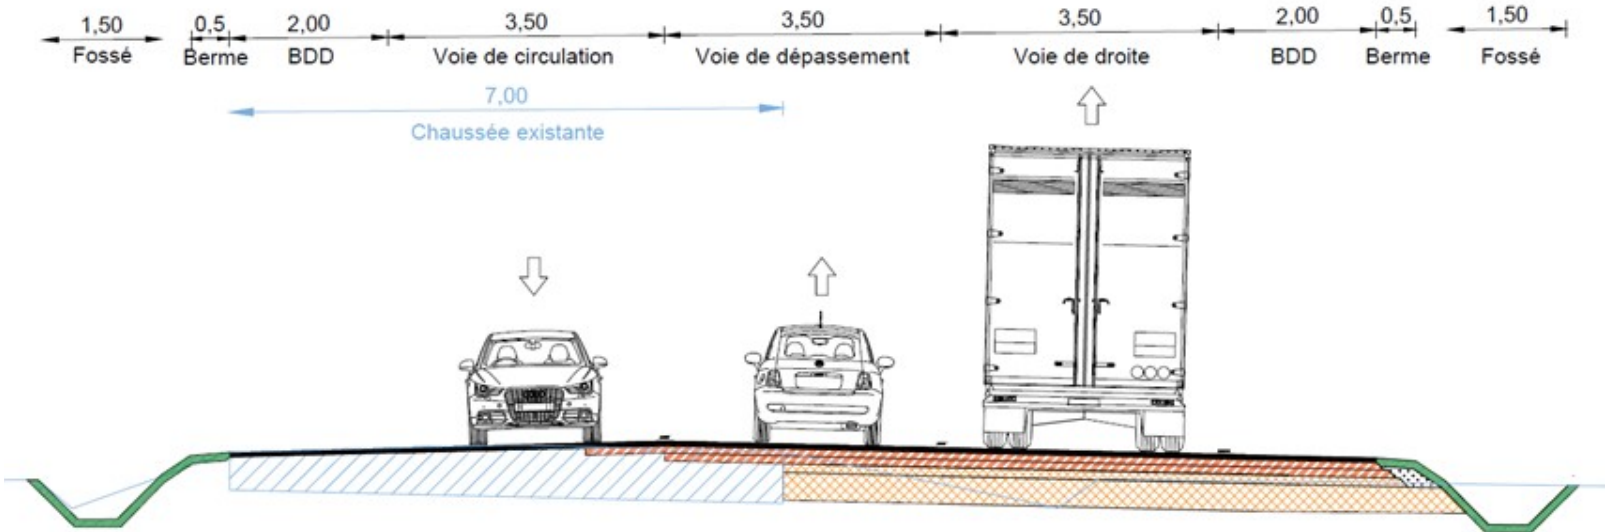 1,50 0,5 2,00 3,50 3,50 3,50 2,00 0,5 1,50
Fossé Berme BDD Voie de circulation Voie de dépassement Voie de droite BDD Berme Fossé
7,00
Chaussée existante